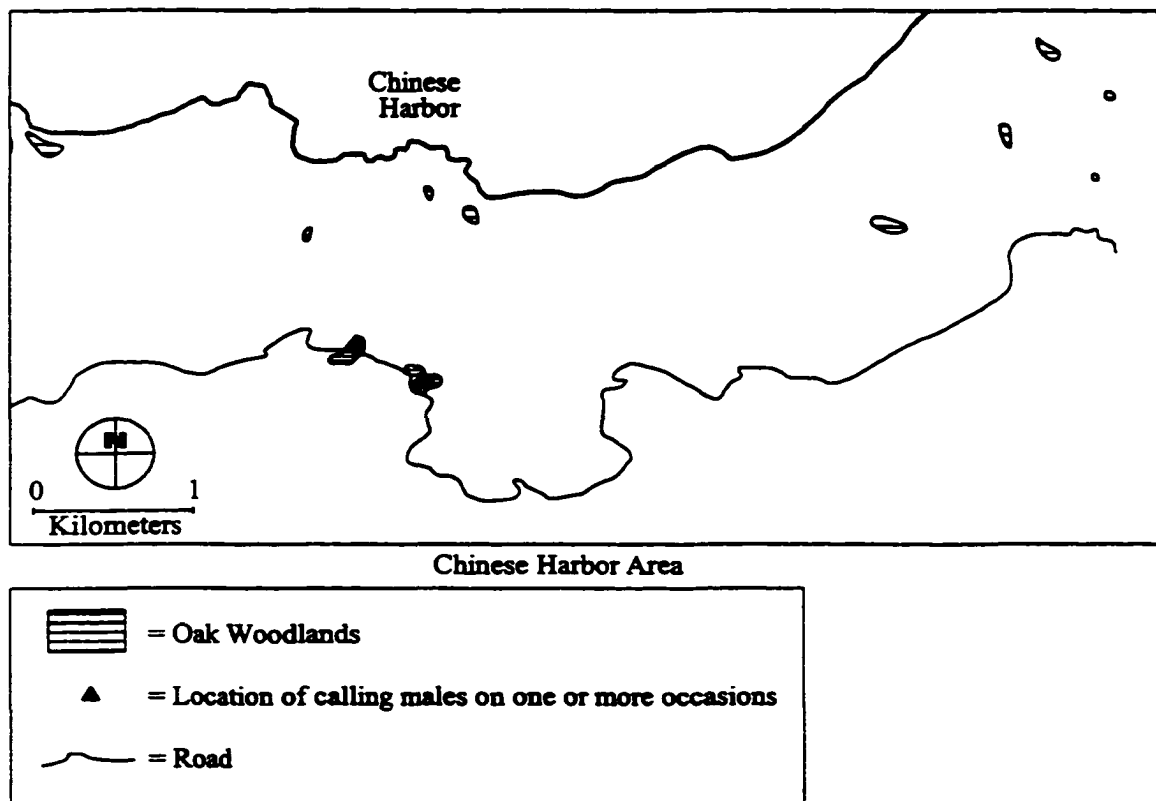 Chinese
Harbor
N
0 1
Kilometers
Chinese Harbor Area
= Oak Woodlands
= Location of calling males on one or more occasions
= Road